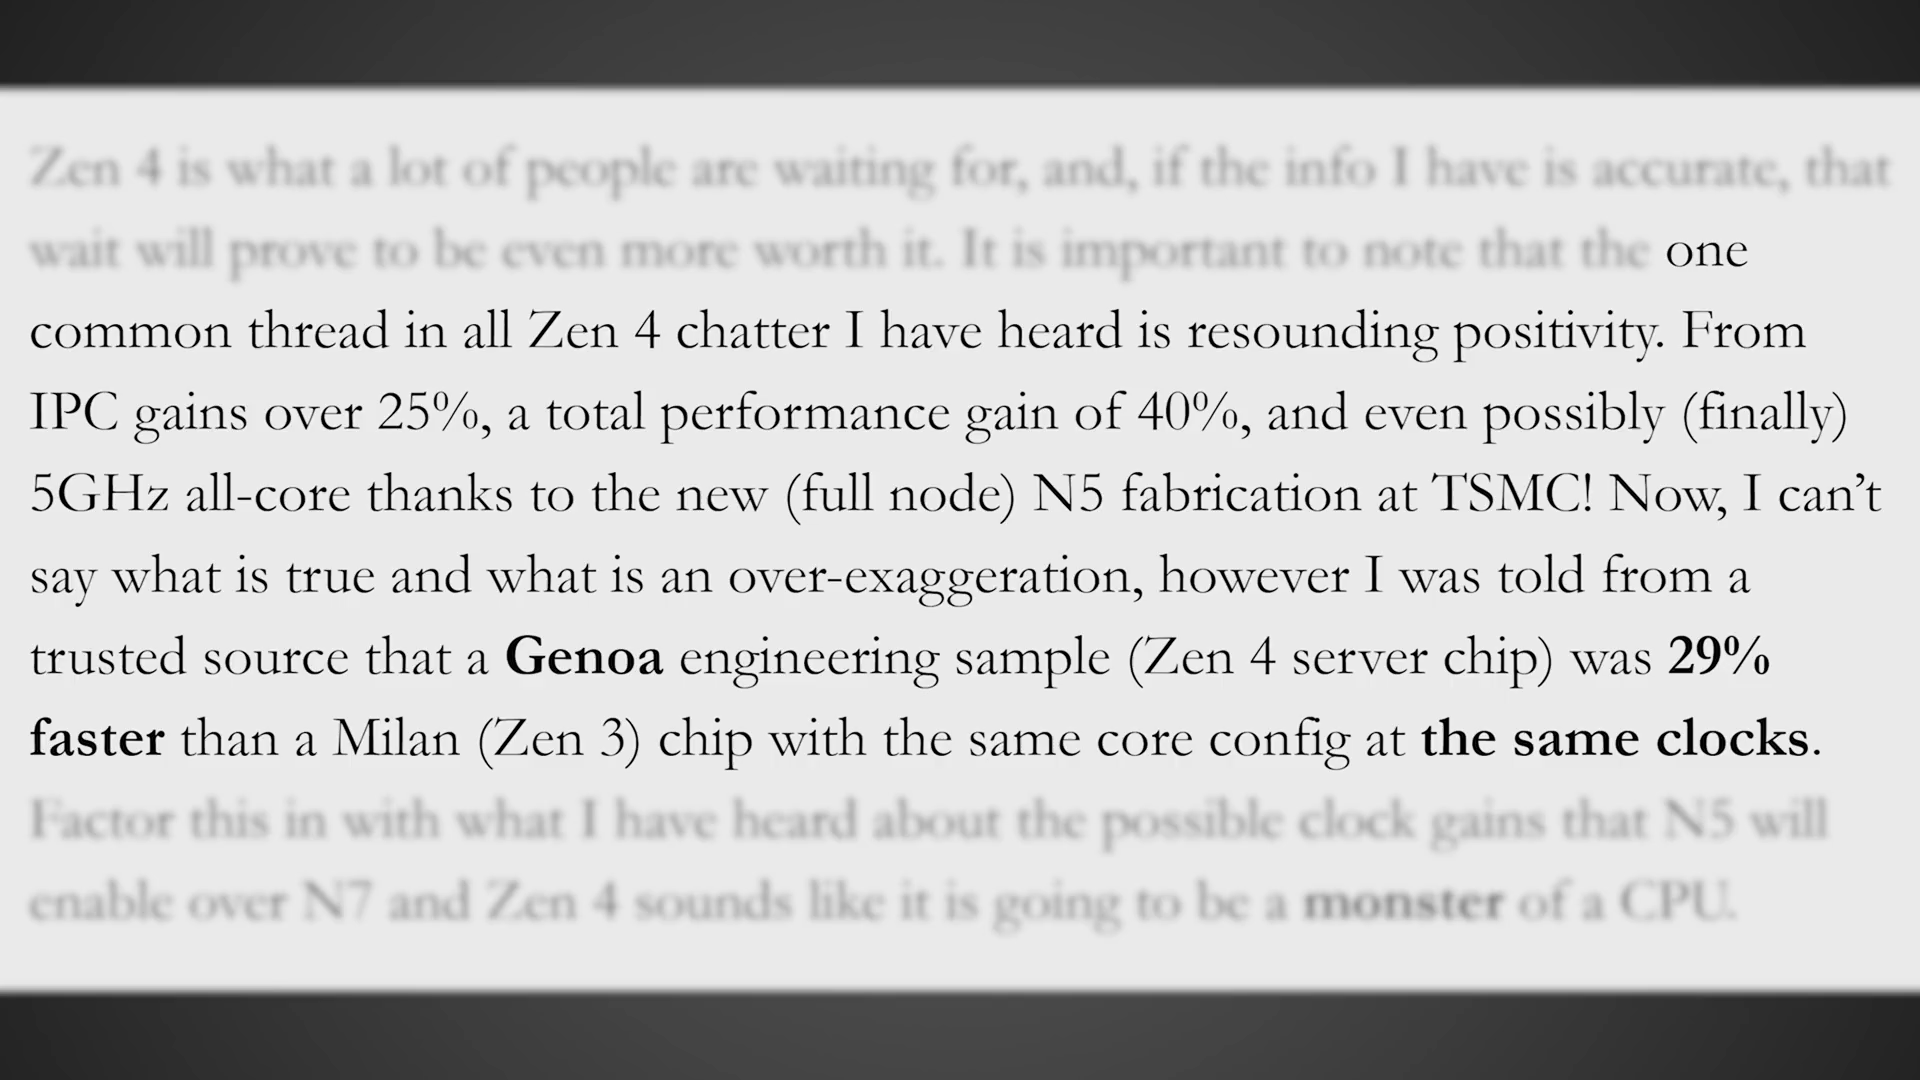 Zen 4 is what a lot of people are waiting for, and, if the info I have is accurate, that
wait will prove to be even more worth it. It is important to note that the one
common thread in all Zen 4 chatter I have heard is resounding positivity. From
IPC gains over 25%, a total performance gain of 40%, and even possibly (finally)
5GHz all-core thanks to the new (full node) N5 fabrication at TSMC! Now, I can’t
say what is true and what is an over-exaggeration, however I was told from a
trusted source that a Genoa engineering sample (Zen 4 server chip) was 29%
faster than a Milan (Zen 3) chip with the same core config at the same clocks.
Factor this in with what I have heard about the possible clock gains that N5 will
enable over N7 and Zen 4 sounds like it is going to be a monster of a CPU.